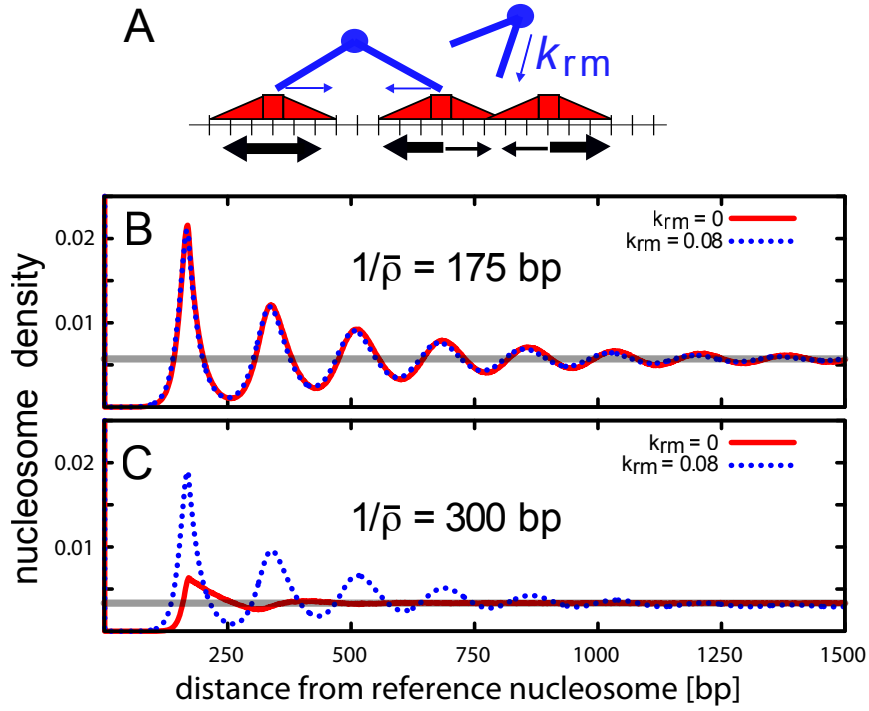 A
k_rm
B
k_rm = 0
k_rm = 0.08
1/ρ̄ = 175 bp
0.02
0.01
C
k_rm = 0
k_rm = 0.08
1/ρ̄ = 300 bp
0.02
0.01
nucleosome density
250 500 750 1000 1250 1500
distance from reference nucleosome [bp]